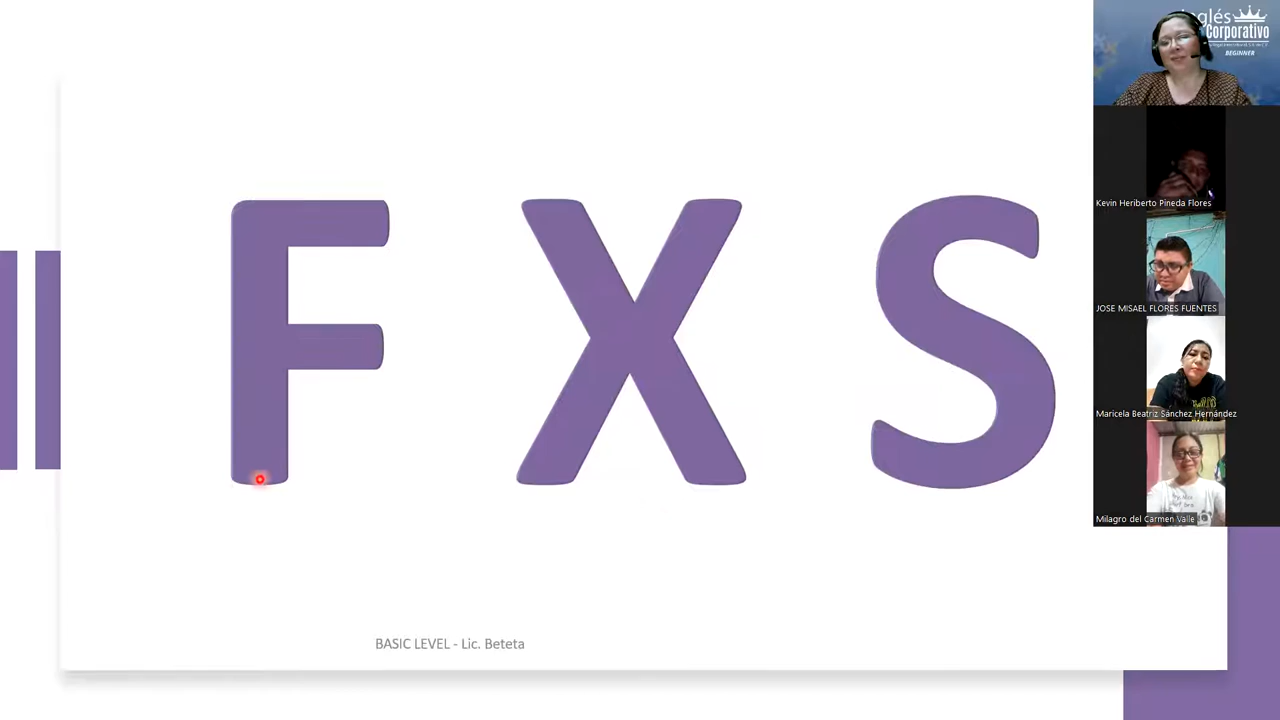 F X S
BASIC LEVEL - Lic. Beteta
inglés
Corporativo
BEGINNER
Kevin Heriberto Pineda Flores
JOSE MISAEL FLORES FUENTES
Maricela Beatriz Sánchez Hernández
Milagro del Carmen Valle